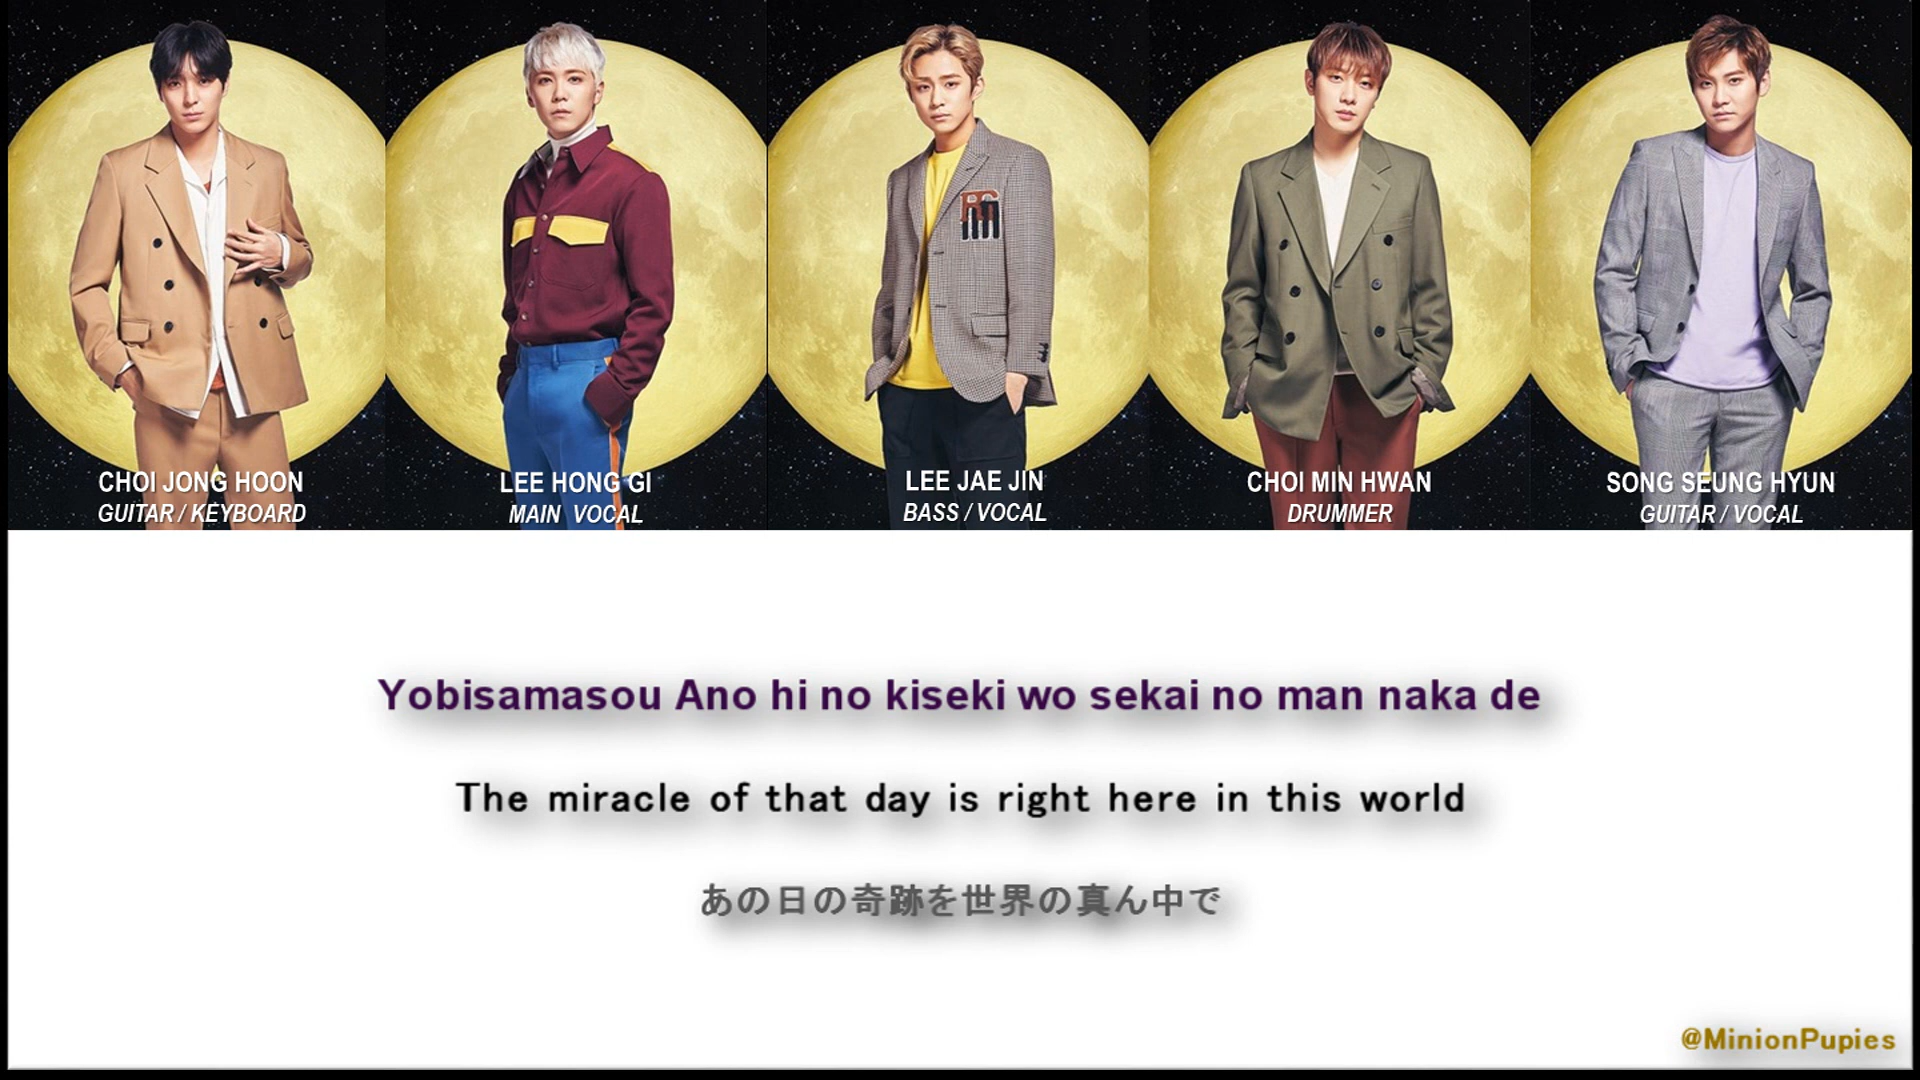 CHOI JONG HOON
GUITAR / KEYBOARD
LEE HONG GI
MAIN VOCAL
LEE JAE JIN
BASS / VOCAL
CHOI MIN HWAN
DRUMMER
SONG SEUNG HYUN
GUITAR / VOCAL
Yobisamasou Ano hi no kiseki wo sekai no man naka de
The miracle of that day is right here in this world
あの日の奇跡を世界の真ん中で
@MinionPupies